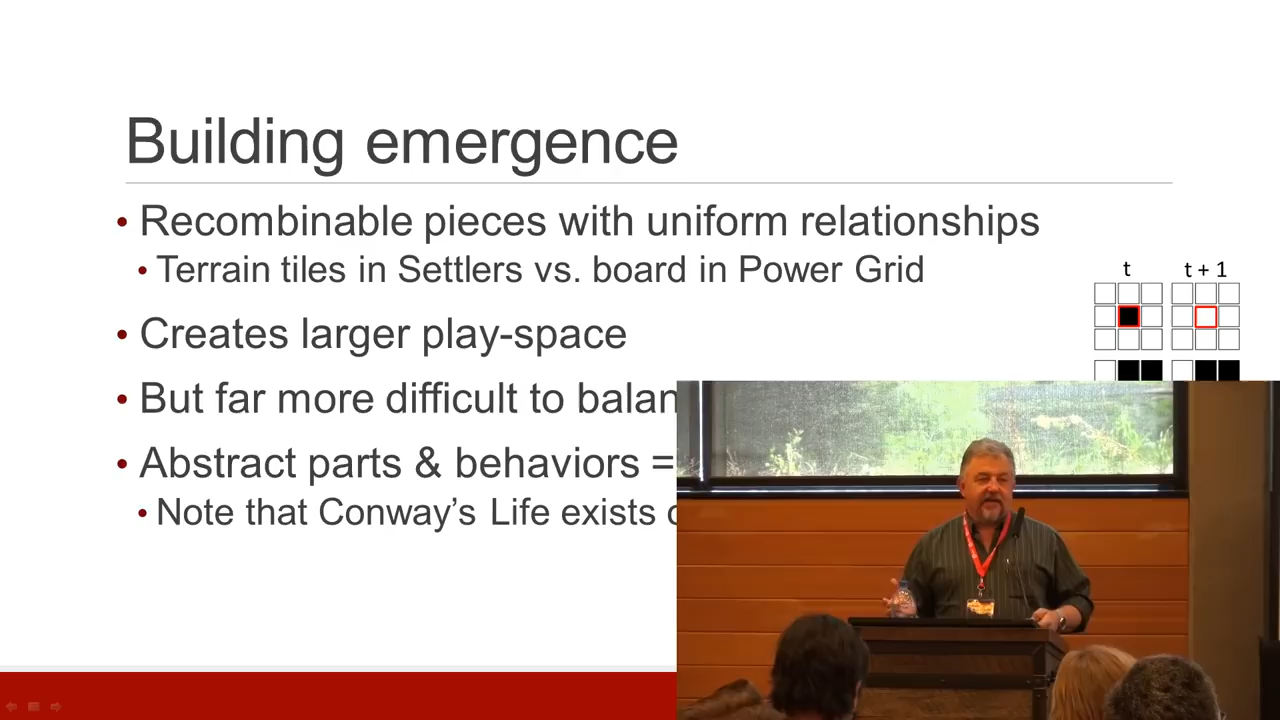 Building emergence
• Recombinable pieces with uniform relationships
• Terrain tiles in Settlers vs. board in Power Grid
t t + 1
• Creates larger play-space
• But far more difficult to
• Abstract parts & behaviors =
• Note that Conway’s Life exists